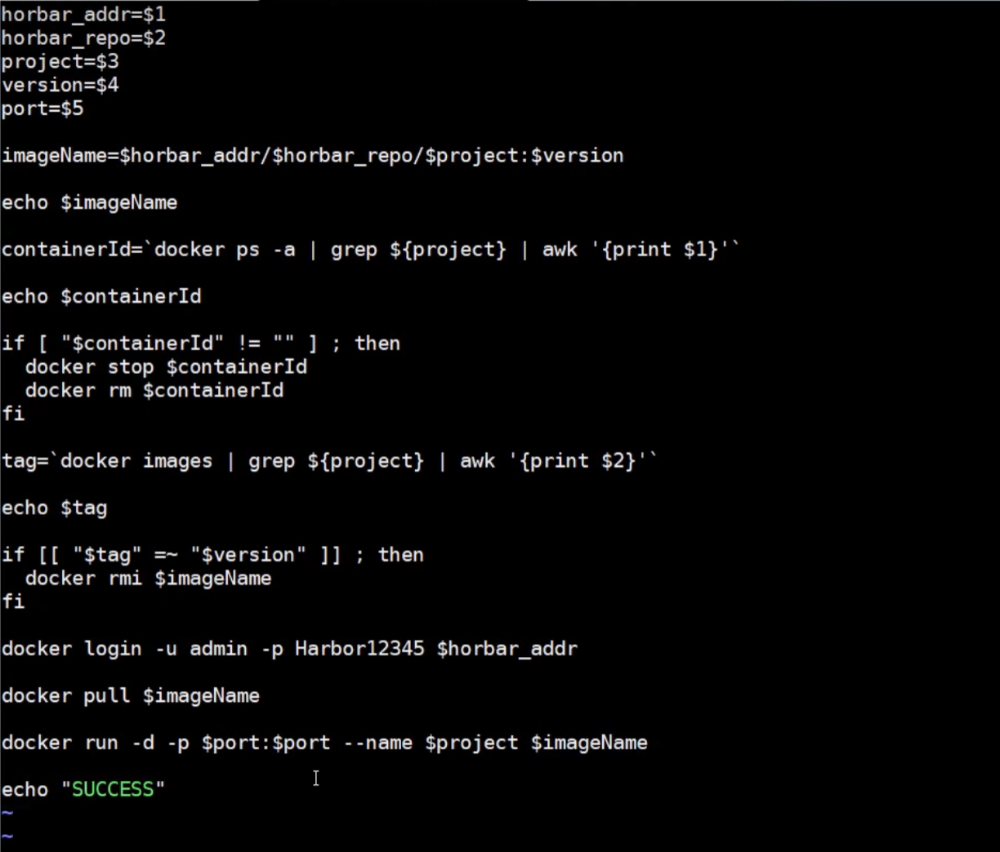 horbar_addr=$1
horbar_repo=$2
project=$3
version=$4
port=$5
imageName=$horbar_addr/$horbar_repo/$project:$version
echo $imageName
containerId=`docker ps -a | grep ${project} | awk '{print $1}'`
echo $containerId
if [ "$containerId" != "" ] ; then
  docker stop $containerId
  docker rm $containerId
fi
tag=`docker images | grep ${project} | awk '{print $2}'`
echo $tag
if [[ "$tag" =~ "$version" ]] ; then
  docker rmi $imageName
fi
docker login -u admin -p Harbor12345 $horbar_addr
docker pull $imageName
docker run -d -p $port:$port --name $project $imageName
echo "SUCCESS"
~
~